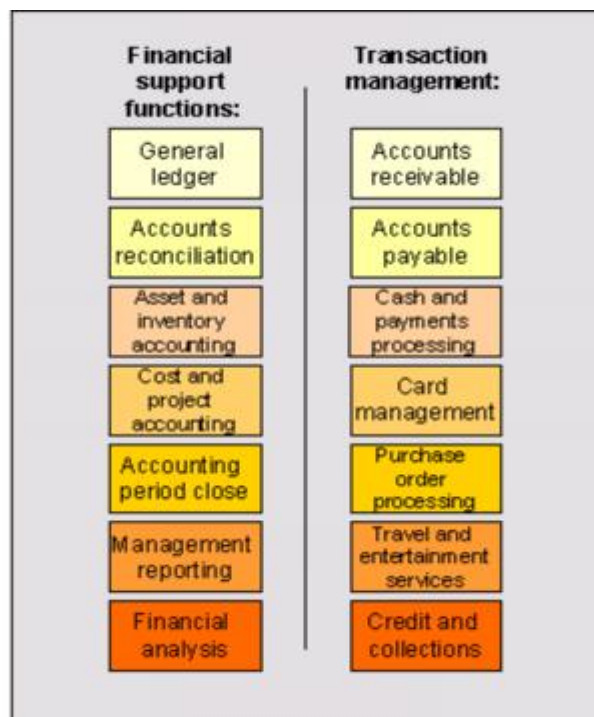 Financial
support
functions:
General
ledger
Accounts
reconciliation
Asset and
inventory
accounting
Cost and
project
accounting
Accounting
period close
Management
reporting
Financial
analysis
Transaction
management:
Accounts
receivable
Accounts
payable
Cash and
payments
processing
Card
management
Purchase
order
processing
Travel and
entertainment
services
Credit and
collections